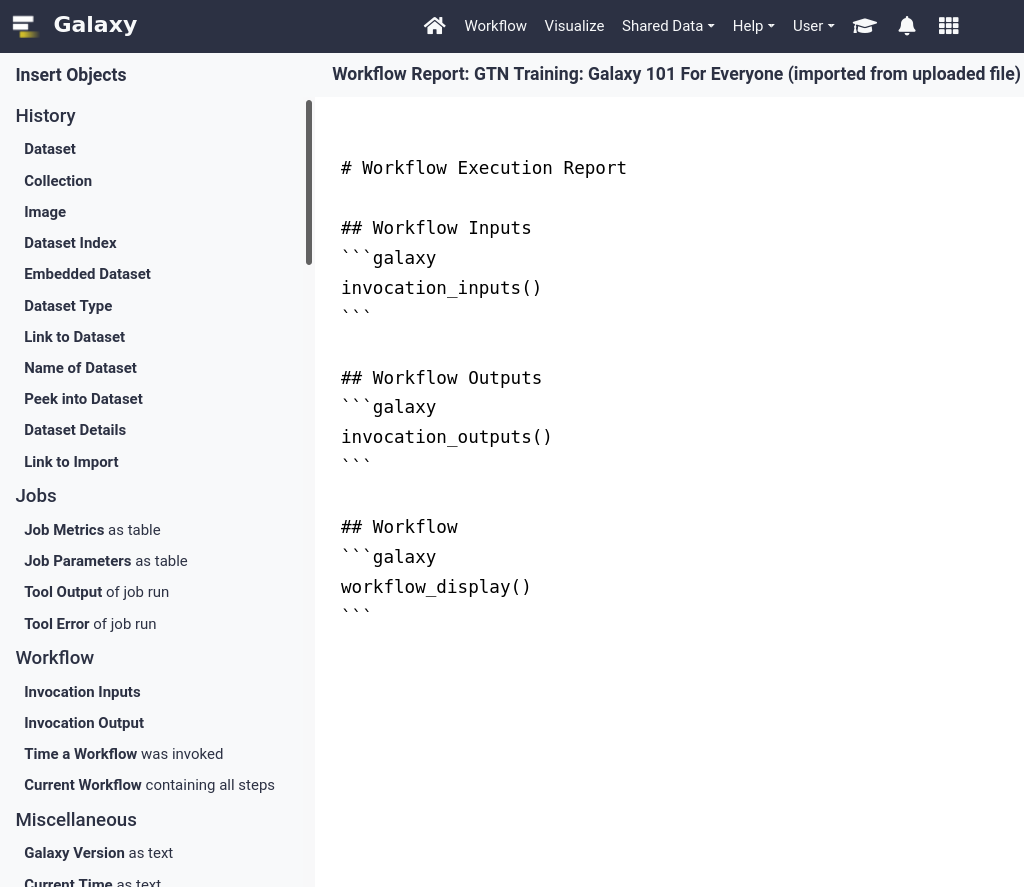 Galaxy
Workflow
Visualize
Shared Data
Help
User
Insert Objects
History
Dataset
Collection
Image
Dataset Index
Embedded Dataset
Dataset Type
Link to Dataset
Name of Dataset
Peek into Dataset
Dataset Details
Link to Import
Jobs
Job Metrics as table
Job Parameters as table
Tool Output of job run
Tool Error of job run
Workflow
Invocation Inputs
Invocation Output
Time a Workflow was invoked
Current Workflow containing all steps
Miscellaneous
Galaxy Version as text
Current Time as text
Workflow Report: GTN Training: Galaxy 101 For Everyone (imported from uploaded file)
# Workflow Execution Report
## Workflow Inputs
```galaxy
invocation_inputs()
```
## Workflow Outputs
```galaxy
invocation_outputs()
```
## Workflow
```galaxy
workflow_display()
```